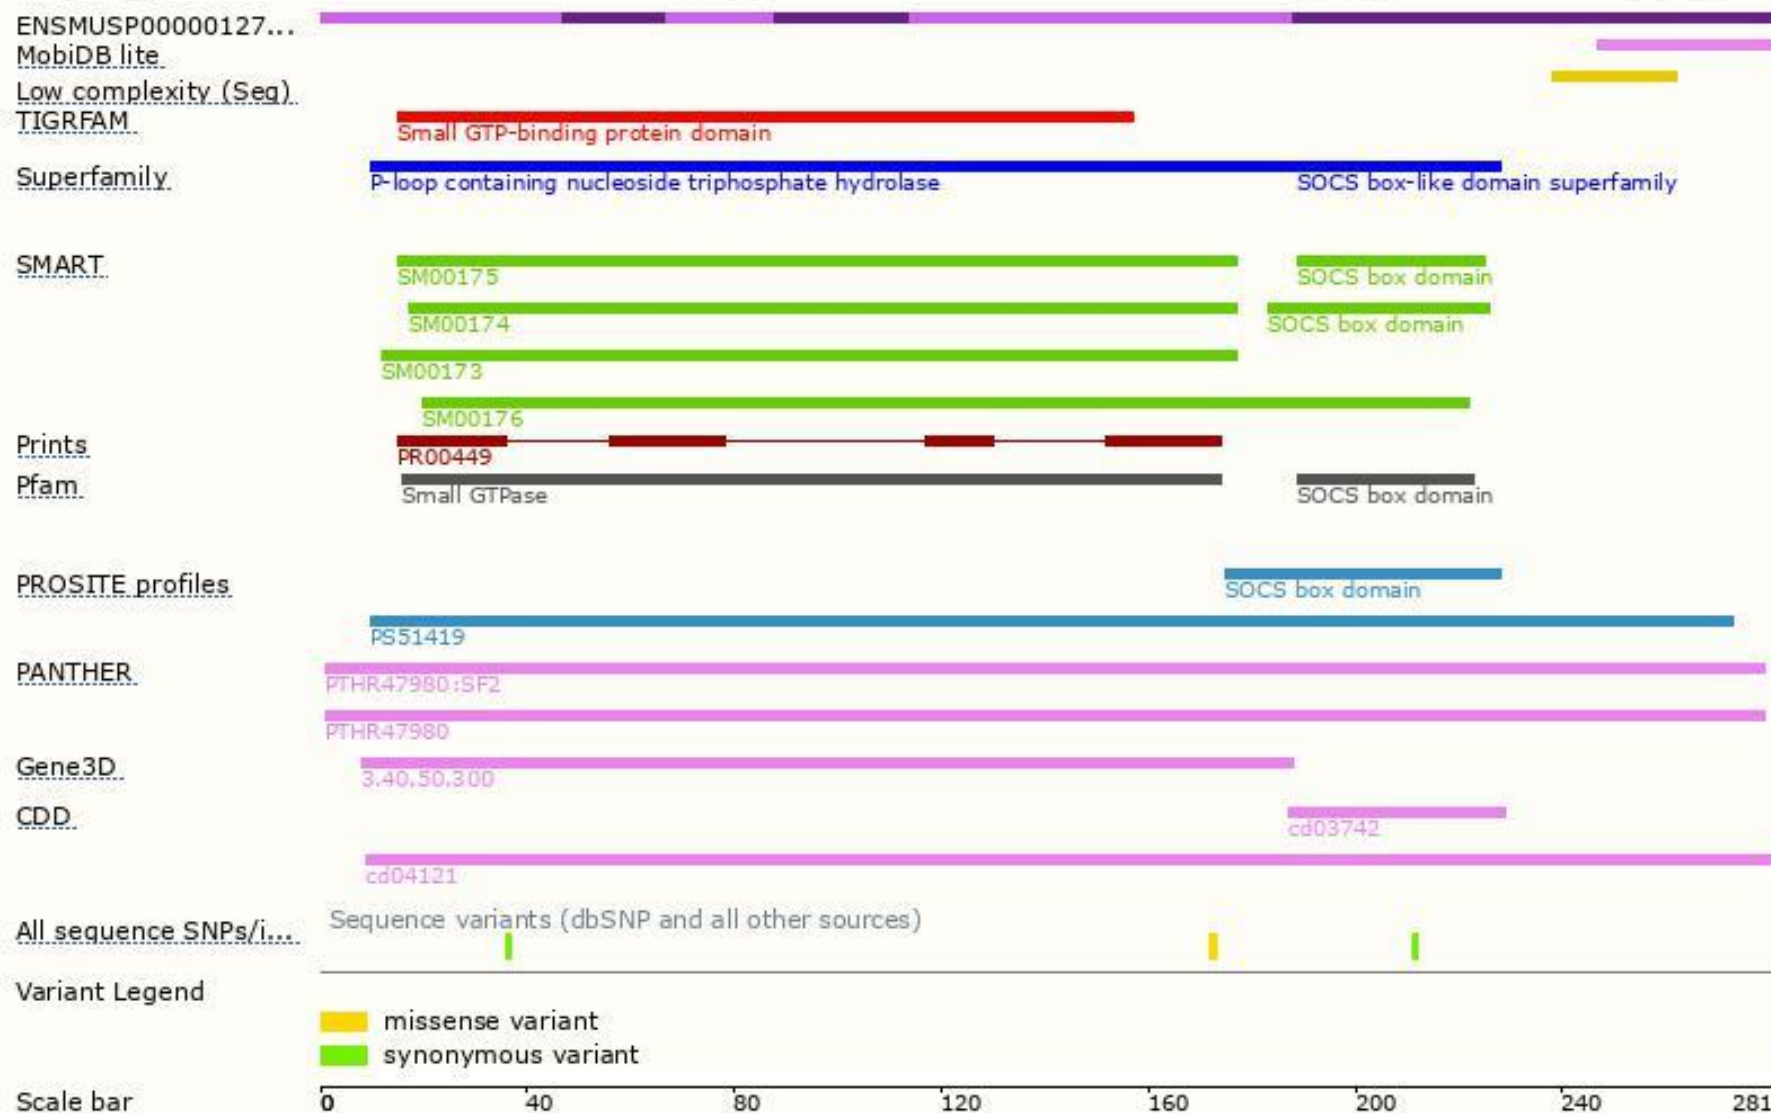 ENSMUSP00000127...
MobiDB lite
Low complexity (Seg)
TIGRFAM
Small GTP-binding protein domain
Superfamily
P-loop containing nucleoside triphosphate hydrolase SOCS box-like domain superfamily
SMART
SM00175 SOCS box domain
SM00174 SOCS box domain
SM00173
SM00176
Prints
PR00449
Pfam
Small GTPase SOCS box domain
PROSITE profiles
SOCS box domain
PS51419
PANTHER
PTHR47980:SF2
PTHR47980
Gene3D
3.40.50.300
CDD
cd03742
cd04121
All sequence SNPs/i...
Sequence variants (dbSNP and all other sources)
Variant Legend
missense variant
synonymous variant
Scale bar 0 40 80 120 160 200 240 281